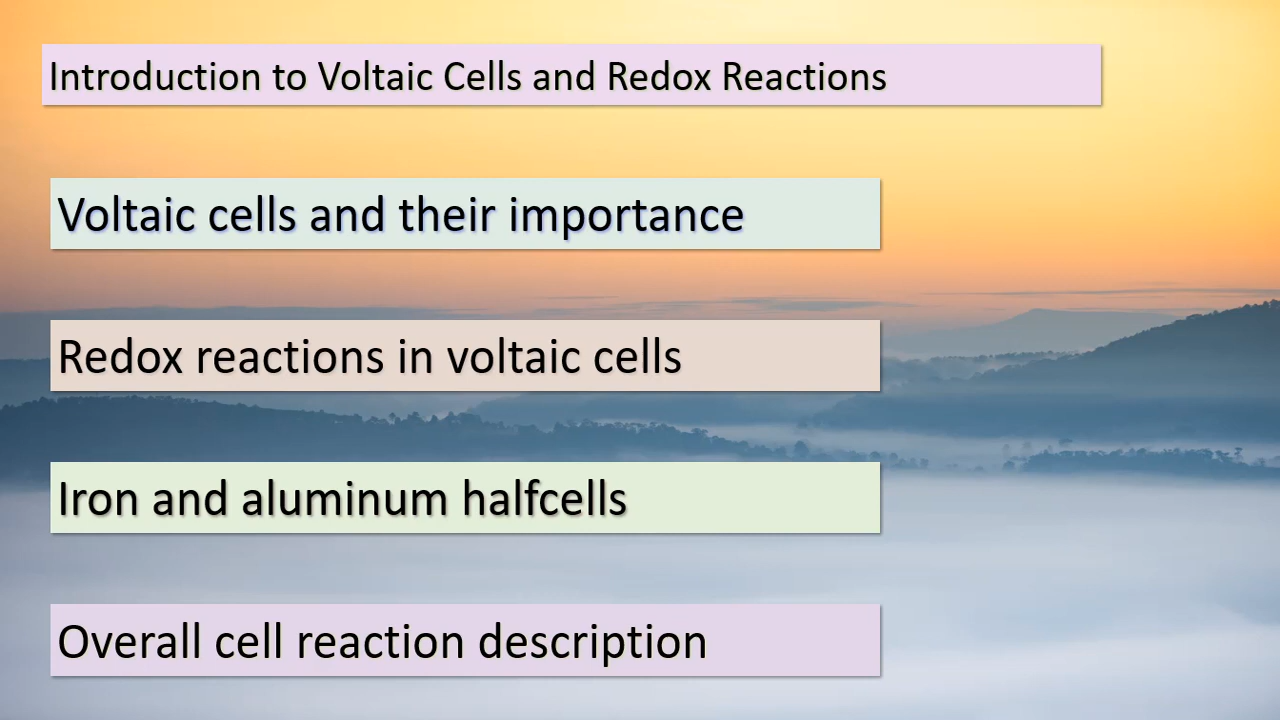 Introduction to Voltaic Cells and Redox Reactions
Voltaic cells and their importance
Redox reactions in voltaic cells
Iron and aluminum halfcells
Overall cell reaction description